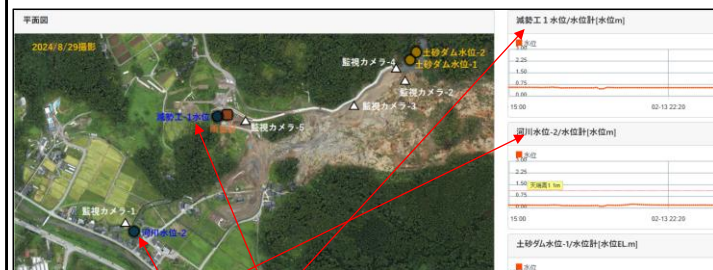 平面図
2024/8/29撮影
土砂ダム水位-2
土砂ダム水位-1
監視カメラ-4
監視カメラ-2
監視カメラ-3
減勢工-1水位
監視カメラ-5
監視カメラ-1
河川水位-2
減勢工1水位/水位計[水位m]
水位
3.00
2.25
1.50
0.75
0.00
15:00
02-13 22:20
河川水位-2/水位計[水位m]
水位
3.00
2.25
1.50
0.75
0.00
15:00
02-13 22:20
土砂ダム水位-1/水位計[水位EL.m]
水位